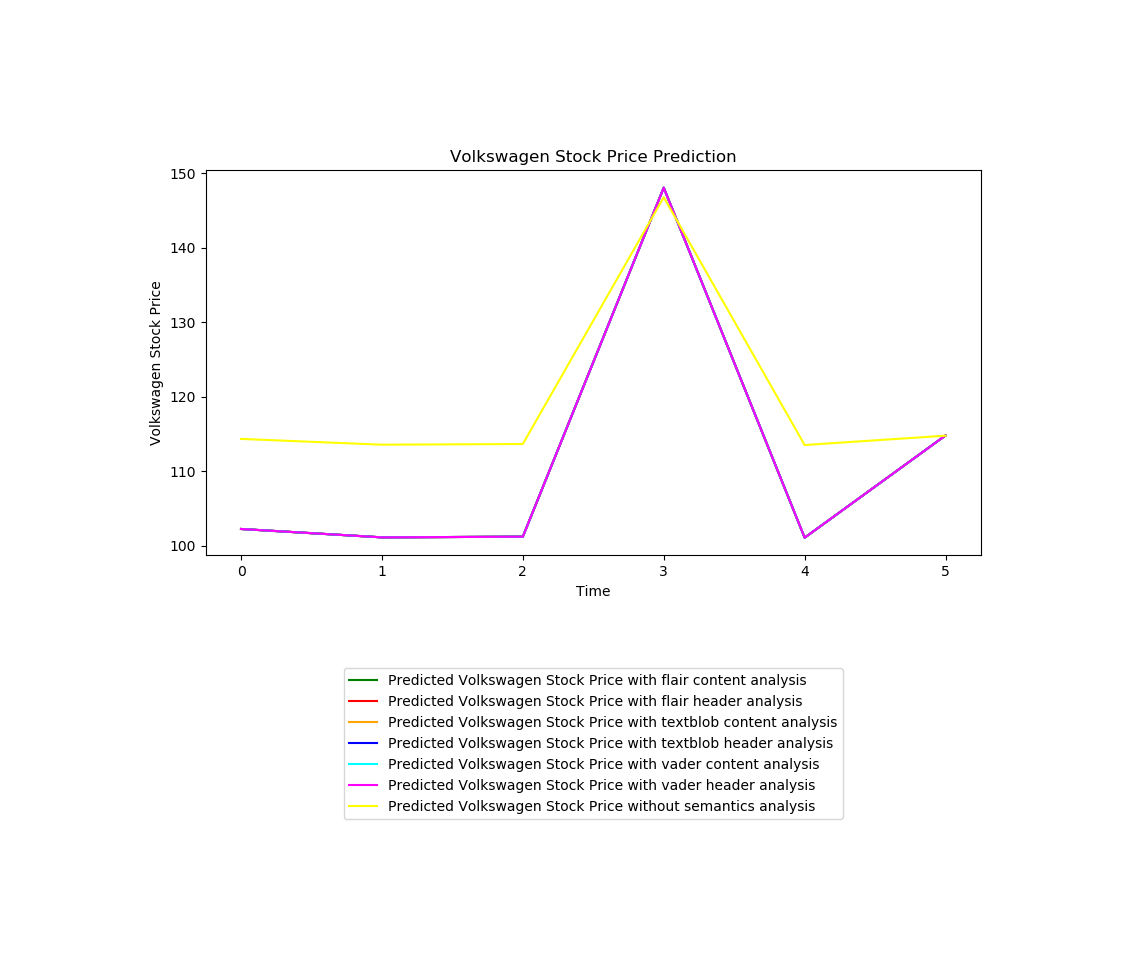 Volkswagen Stock Price Prediction
150
140
130
120
110
100
Volkswagen Stock Price
0 1 2 3 4 5
Time
Predicted Volkswagen Stock Price with flair content analysis
Predicted Volkswagen Stock Price with flair header analysis
Predicted Volkswagen Stock Price with textblob content analysis
Predicted Volkswagen Stock Price with textblob header analysis
Predicted Volkswagen Stock Price with vader content analysis
Predicted Volkswagen Stock Price with vader header analysis
Predicted Volkswagen Stock Price without semantics analysis